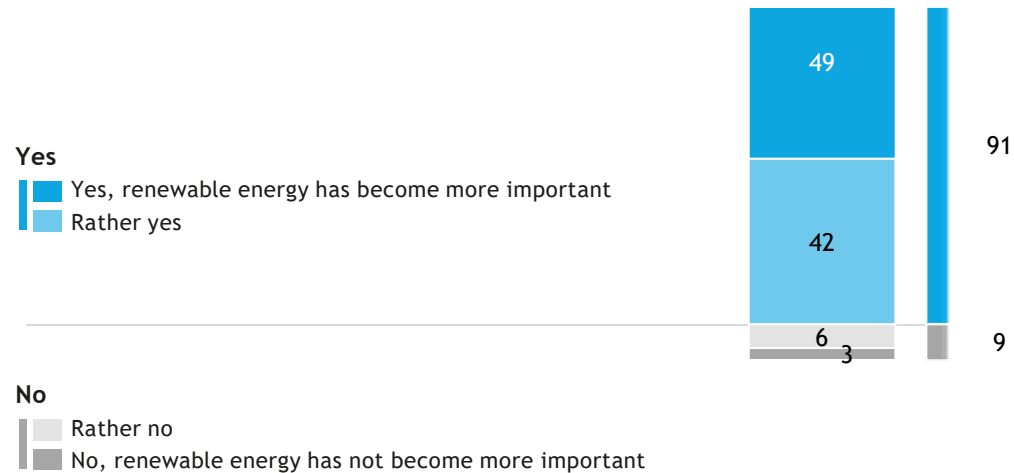 49
91
Yes
Yes, renewable energy has become more important
Rather yes
42
6
3
9
No
Rather no
No, renewable energy has not become more important